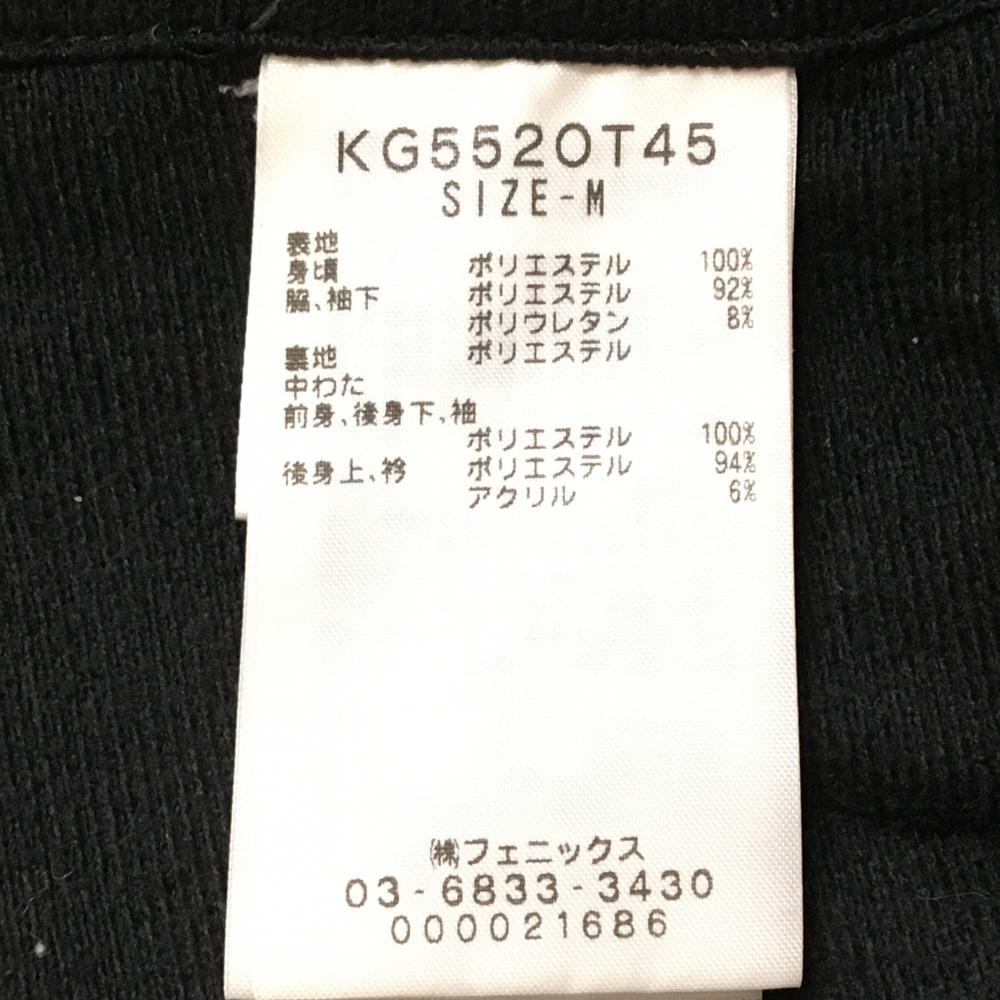 KG552OT45
SIZE-M
表地
身頃 ポリエステル 100%
脇、袖下 ポリエステル 92%
ポリウレタン 8%
裏地 ポリエステル
中わた
前身、後身下、袖
ポリエステル 100%
後身上、衿 ポリエステル 94%
アクリル 6%
㈱フェニックス
03-6833-3430
000021686